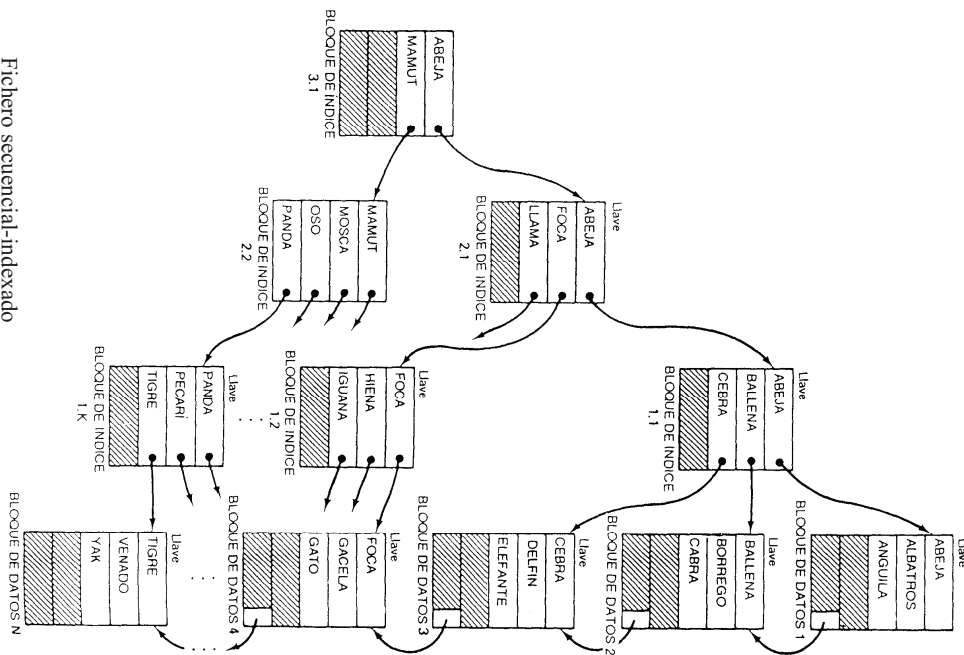 ABEJA
MAMUT
BLOQUE DE ÍNDICE
3.1
Llave
ABEJA
FOCA
LLAMA
BLOQUE DE INDICE
2.1
MAMUT
MOSCA
OSO
PANDA
BLOQUE DE INDICE
2.2
Llave
ABEJA
BALLENA
CEBRA
BLOQUE DE INDICE
1.1
Llave
FOCA
HIENA
IGUANA
BLOQUE DE INDICE
1.2
Llave
PANDA
PECARÍ
TIGRE
BLOQUE DE INDICE
1.K
Llave
ABEJA
ALBATROS
ANGUILA
BLOQUE DE DATOS 1
Llave
BALLENA
BORREGO
CABRA
BLOQUE DE DATOS 2
Llave
CEBRA
DELFIN
ELEFANTE
BLOQUE DE DATOS 3
Llave
FOCA
GACELA
GATO
BLOQUE DE DATOS 4
Llave
TIGRE
VENADO
YAK
BLOQUE DE DATOS N
Fichero secuencial-indexado